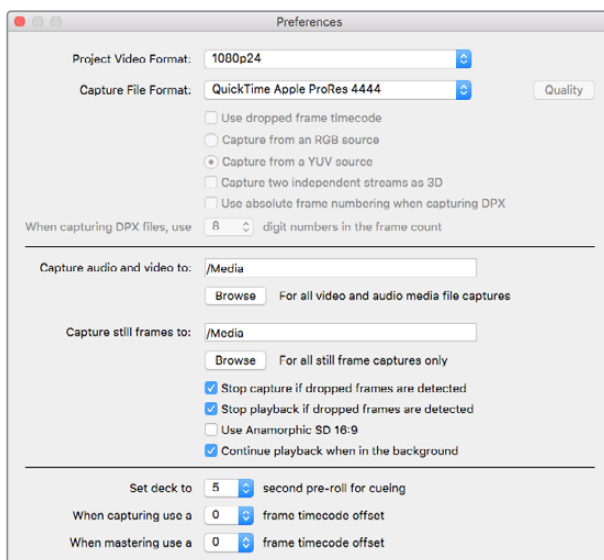 Preferences
Project Video Format: 1080p24
Capture File Format: QuickTime Apple ProRes 4444 Quality
Use dropped frame timecode
Capture from an RGB source
Capture from a YUV source
Capture two independent streams as 3D
Use absolute frame numbering when capturing DPX
When capturing DPX files, use 8 digit numbers in the frame count
Capture audio and video to: /Media
Browse For all video and audio media file captures
Capture still frames to: /Media
Browse For all still frame captures only
Stop capture if dropped frames are detected
Stop playback if dropped frames are detected
Use Anamorphic SD 16:9
Continue playback when in the background
Set deck to 5 second pre-roll for cueing
When capturing use a 0 frame timecode offset
When mastering use a 0 frame timecode offset